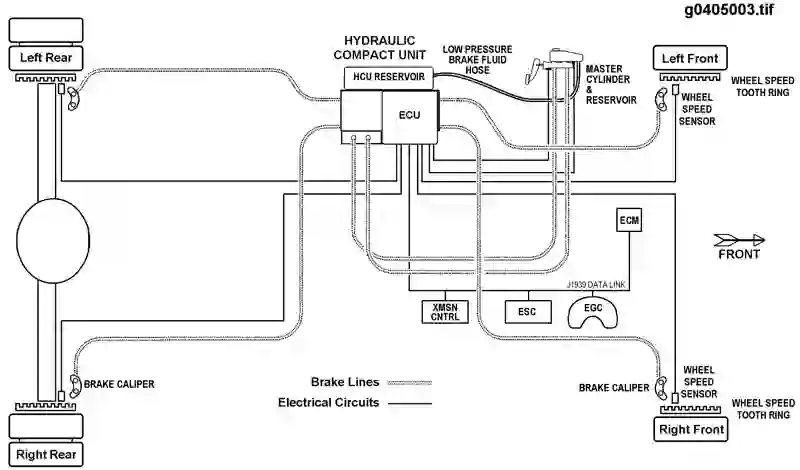 g0405003.tif
HYDRAULIC
COMPACT UNIT
LOW PRESSURE
BRAKE FLUID
HOSE
Left Rear
Left Front
HCU RESERVOIR
MASTER
CYLINDER
&
RESERVOIR
WHEEL SPEED
TOOTH RING
WHEEL
SPEED
SENSOR
ECU
ECM
FRONT
J1939 DATA LINK
XMSN
CNTRL
ESC
EGC
BRAKE CALIPER
Brake Lines
Electrical Circuits
BRAKE CALIPER
WHEEL
SPEED
SENSOR
WHEEL SPEED
TOOTH RING
Right Rear
Right Front